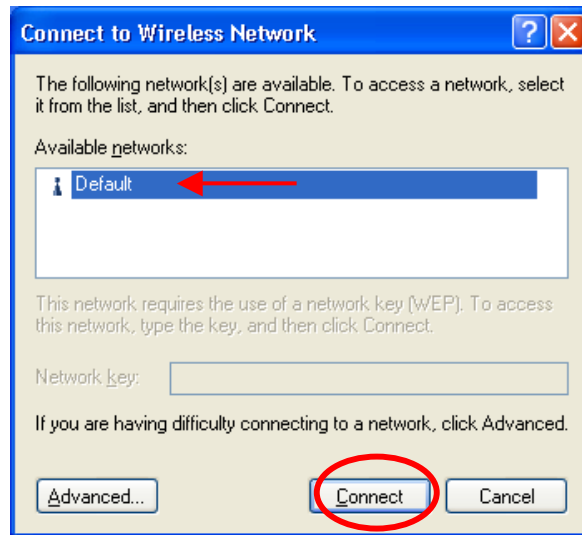 Connect to Wireless Network
The following network(s) are available. To access a network, select
it from the list, and then click Connect.
Available networks:
Default
This network requires the use of a network key (WEP). To access
this network, type the key, and then click Connect.
Network key:
If you are having difficulty connecting to a network, click Advanced.
Advanced... Connect Cancel